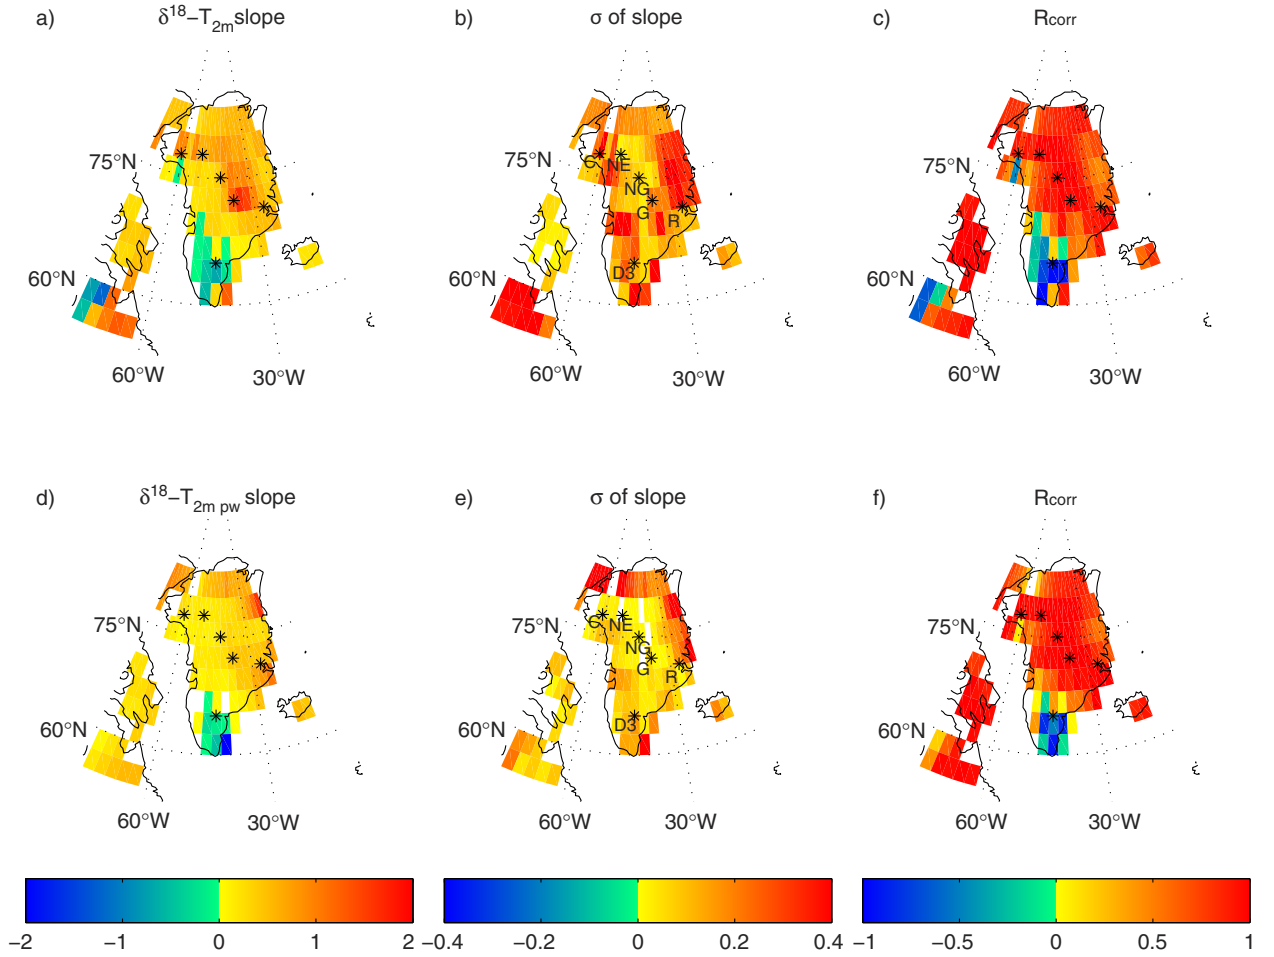 a) δ18−T2m slope
b) σ of slope
c) Rcorr
75°N
60°N
60°W
30°W
75°N
C
NE
NG
G
R
D3
60°N
60°W
30°W
75°N
60°N
60°W
30°W
d) δ18−T2m pw slope
e) σ of slope
f) Rcorr
75°N
60°N
60°W
30°W
75°N
C
NE
NG
G
R
D3
60°N
60°W
30°W
75°N
60°N
60°W
30°W
−2 −1 0 1 2
−0.4 −0.2 0 0.2 0.4
−1 −0.5 0 0.5 1